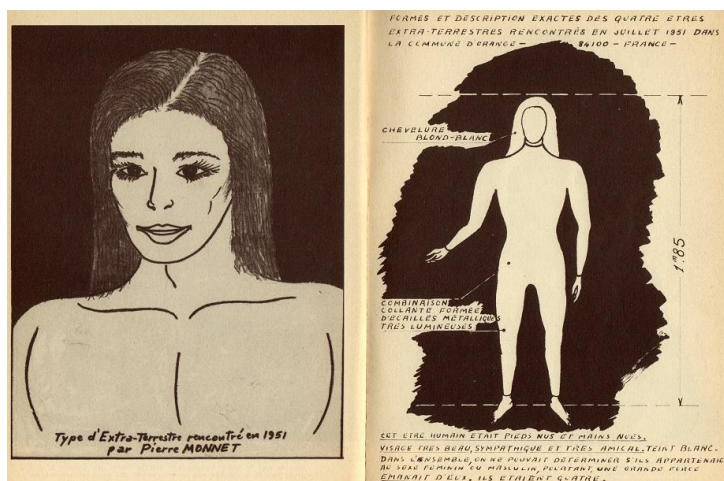 Type d'Extra-Terrestre rencontré en 1951
par Pierre MONNET
FORMES ET DESCRIPTION EXACTES DES QUATRE ETRES
EXTRA-TERRESTRES RENCONTRÉS EN JUILLET 1951 DANS
LA COMMUNE D'ORANGE - 84100 - FRANCE -
CHEVELURE
BLOND-BLANC
1m85
COMBINAISON
COLLANTE FORMÉE
D'ÉCAILLES MÉTALLIQUES
TRÈS LUMINEUSES
CET ETRE HUMAIN ETAIT PIEDS NUS ET MAINS NUES.
VISAGE TRES BEAU, SYMPATHIQUE ET TRÈS AMICAL. TEINT BLANC.
DANS L'ENSEMBLE, ON NE POUVAIT DETERMINER S'ILS APPARTENAIE
AU SEXE FEMININ OU MASCULIN, POURTANT, UNE GRANDE FORCE
EMANAIT D'EUX. ILS ETAIENT QUATRE.